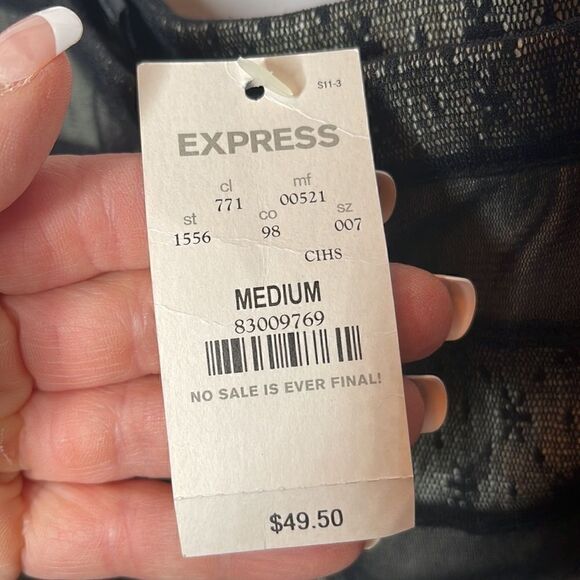 S11-3
EXPRESS
cl mf
771 00521
st co sz
1556 98 007
CIHS
MEDIUM
83009769
NO SALE IS EVER FINAL!
$49.50